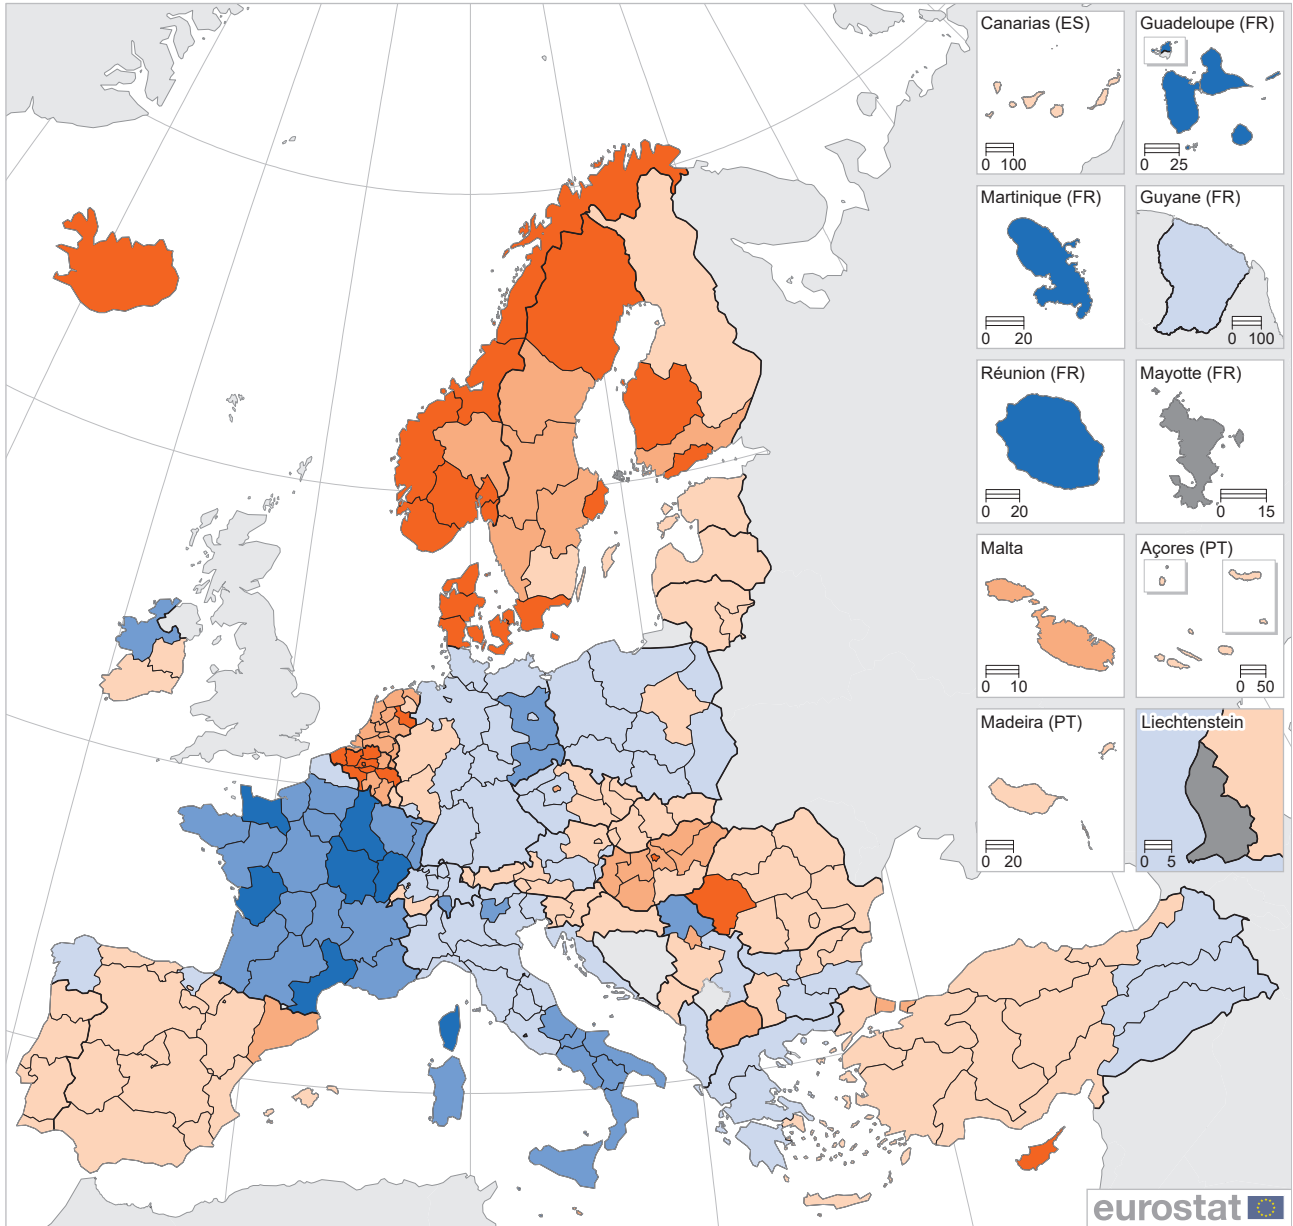 Canarias (ES)
0 100
Guadeloupe (FR)
0 25
Martinique (FR)
0 20
Guyane (FR)
0 100
Réunion (FR)
0 20
Mayotte (FR)
0 15
Malta
0 10
Açores (PT)
0 50
Madeira (PT)
0 20
Liechtenstein
0 5
eurostat